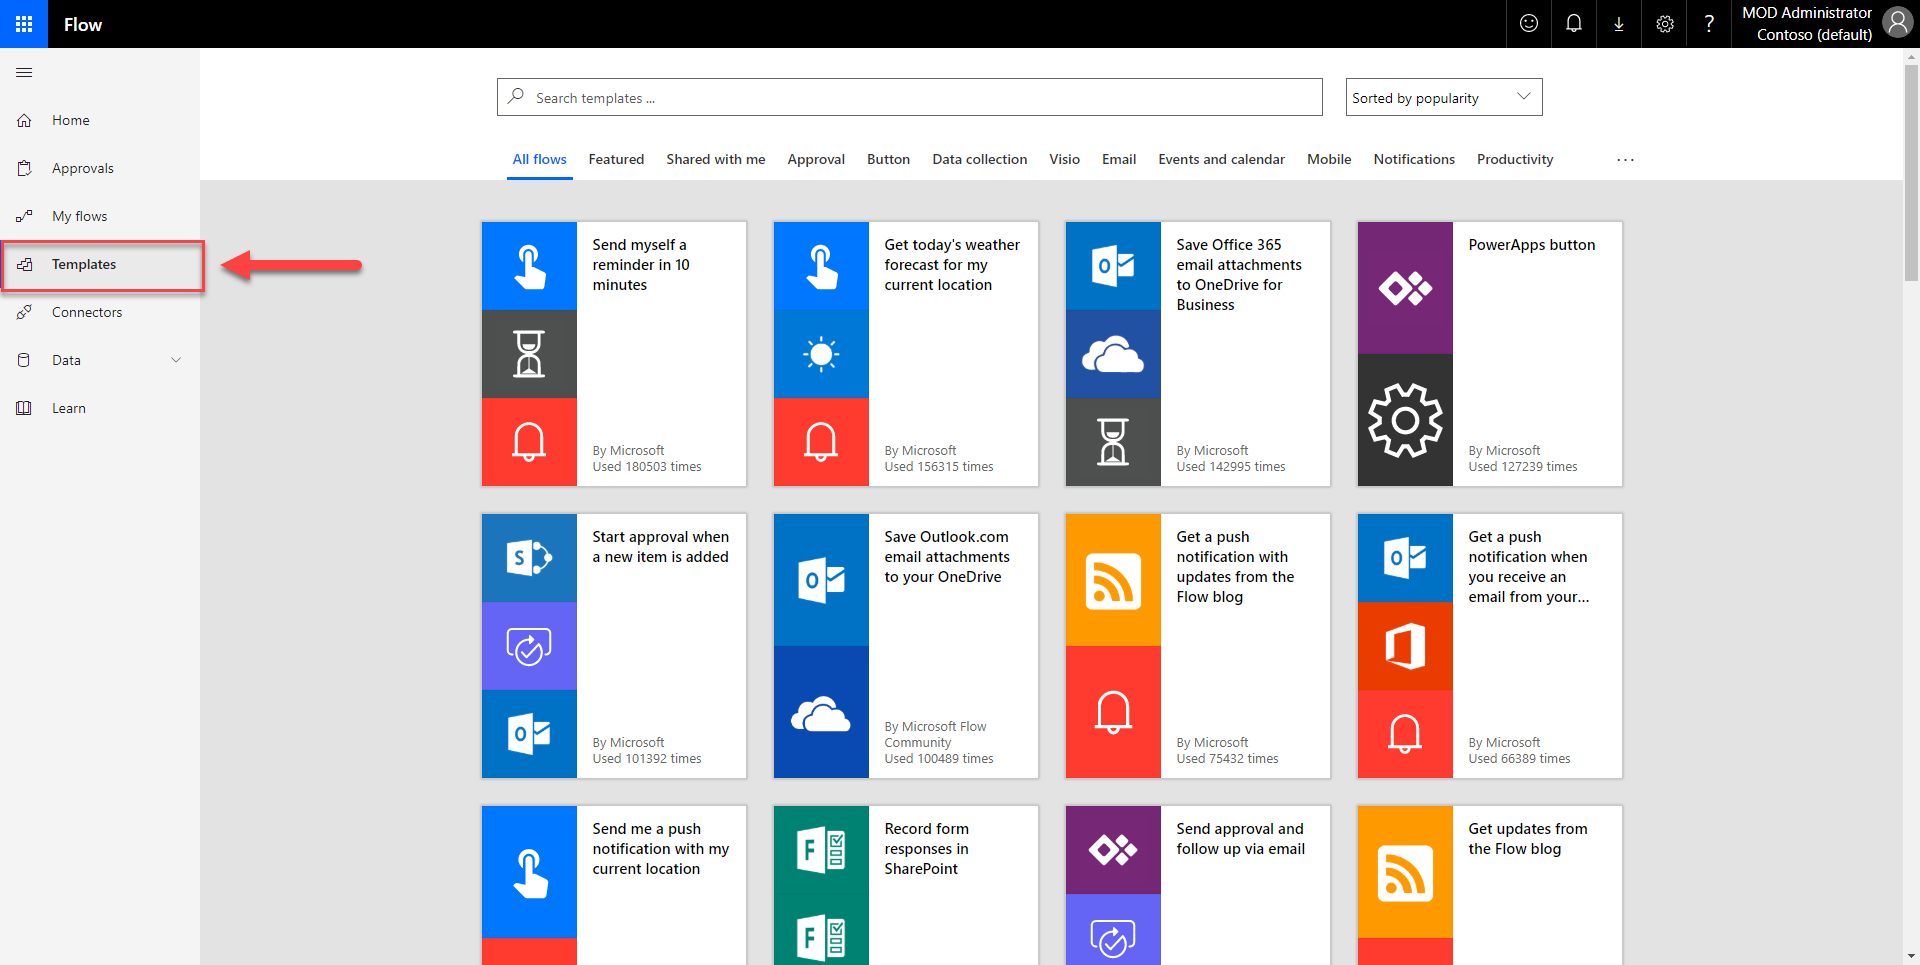 Flow
?
MOD Administrator
Contoso (default)
Home
Approvals
My flows
Templates
Connectors
Data
Learn
Search templates ...
Sorted by popularity
All flows Featured Shared with me Approval Button Data collection Visio Email Events and calendar Mobile Notifications Productivity ...
Send myself a
reminder in 10
minutes
By Microsoft
Used 180503 times
Get today's weather
forecast for my
current location
By Microsoft
Used 156315 times
Save Office 365
email attachments
to OneDrive for
Business
By Microsoft
Used 142995 times
PowerApps button
By Microsoft
Used 127239 times
Start approval when
a new item is added
By Microsoft
Used 101392 times
Save Outlook.com
email attachments
to your OneDrive
By Microsoft Flow
Community
Used 100489 times
Get a push
notification with
updates from the
Flow blog
By Microsoft
Used 75432 times
Get a push
notification when
you receive an
email from your...
By Microsoft
Used 66389 times
Send me a push
notification with my
current location
Record form
responses in
SharePoint
Send approval and
follow up via email
Get updates from
the Flow blog